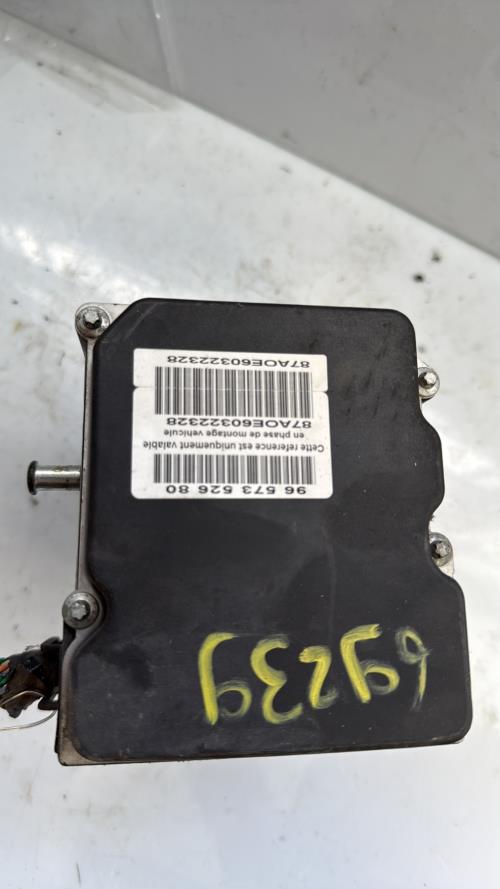 69239
96 573 526 80
Cette reference est uniquement valable
en phase de montage vehicule
87AOE60322328
87AOE60322328